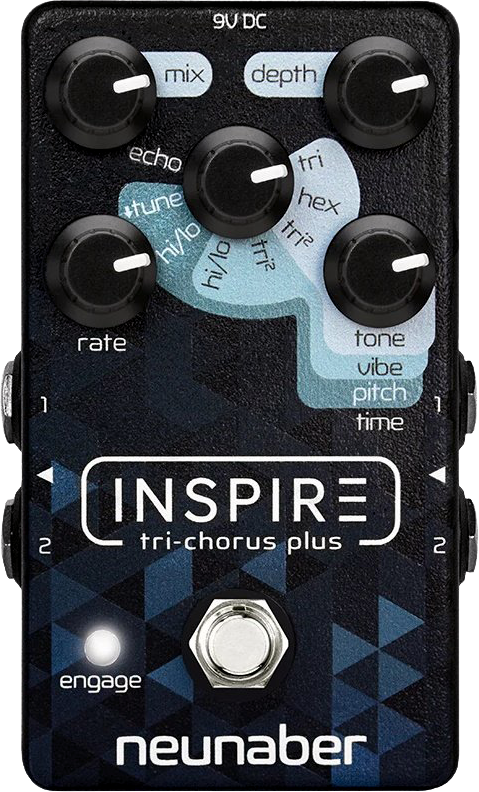 9V DC
mix
depth
echo
tri
hex
tri²
tri²
hi/lo
hi/lo
↓tune
rate
tone
vibe
pitch
time
1
1
2
2
INSPIRE
tri-chorus plus
engage
neunaber